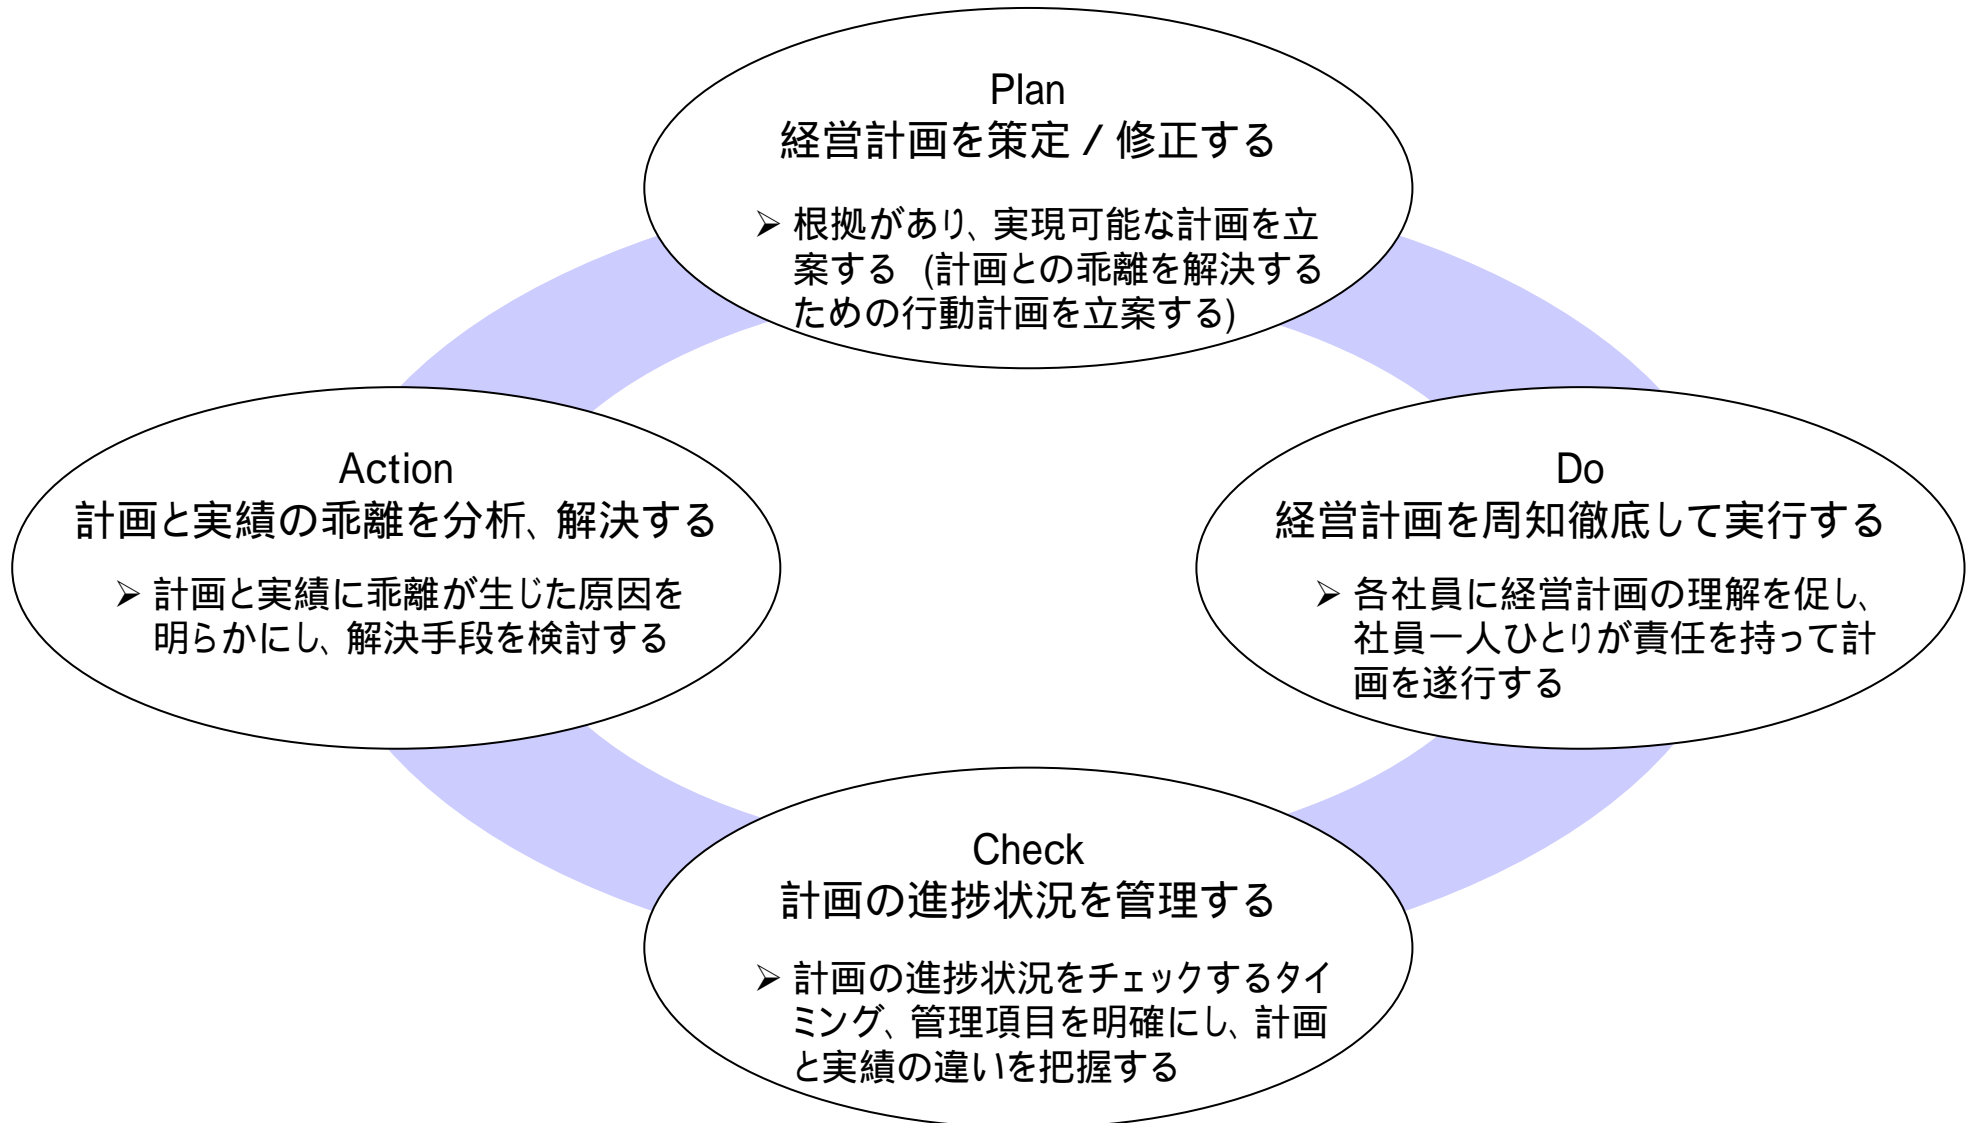 Plan
経営計画を策定 / 修正する
➢ 根拠があり、実現可能な計画を立
案する (計画との乖離を解決する
ための行動計画を立案する)
Action
計画と実績の乖離を分析、解決する
➢ 計画と実績に乖離が生じた原因を
明らかにし、解決手段を検討する
Do
経営計画を周知徹底して実行する
➢ 各社員に経営計画の理解を促し、
社員一人ひとりが責任を持って計
画を遂行する
Check
計画の進捗状況を管理する
➢ 計画の進捗状況をチェックするタイ
ミング、管理項目を明確にし、計画
と実績の違いを把握する